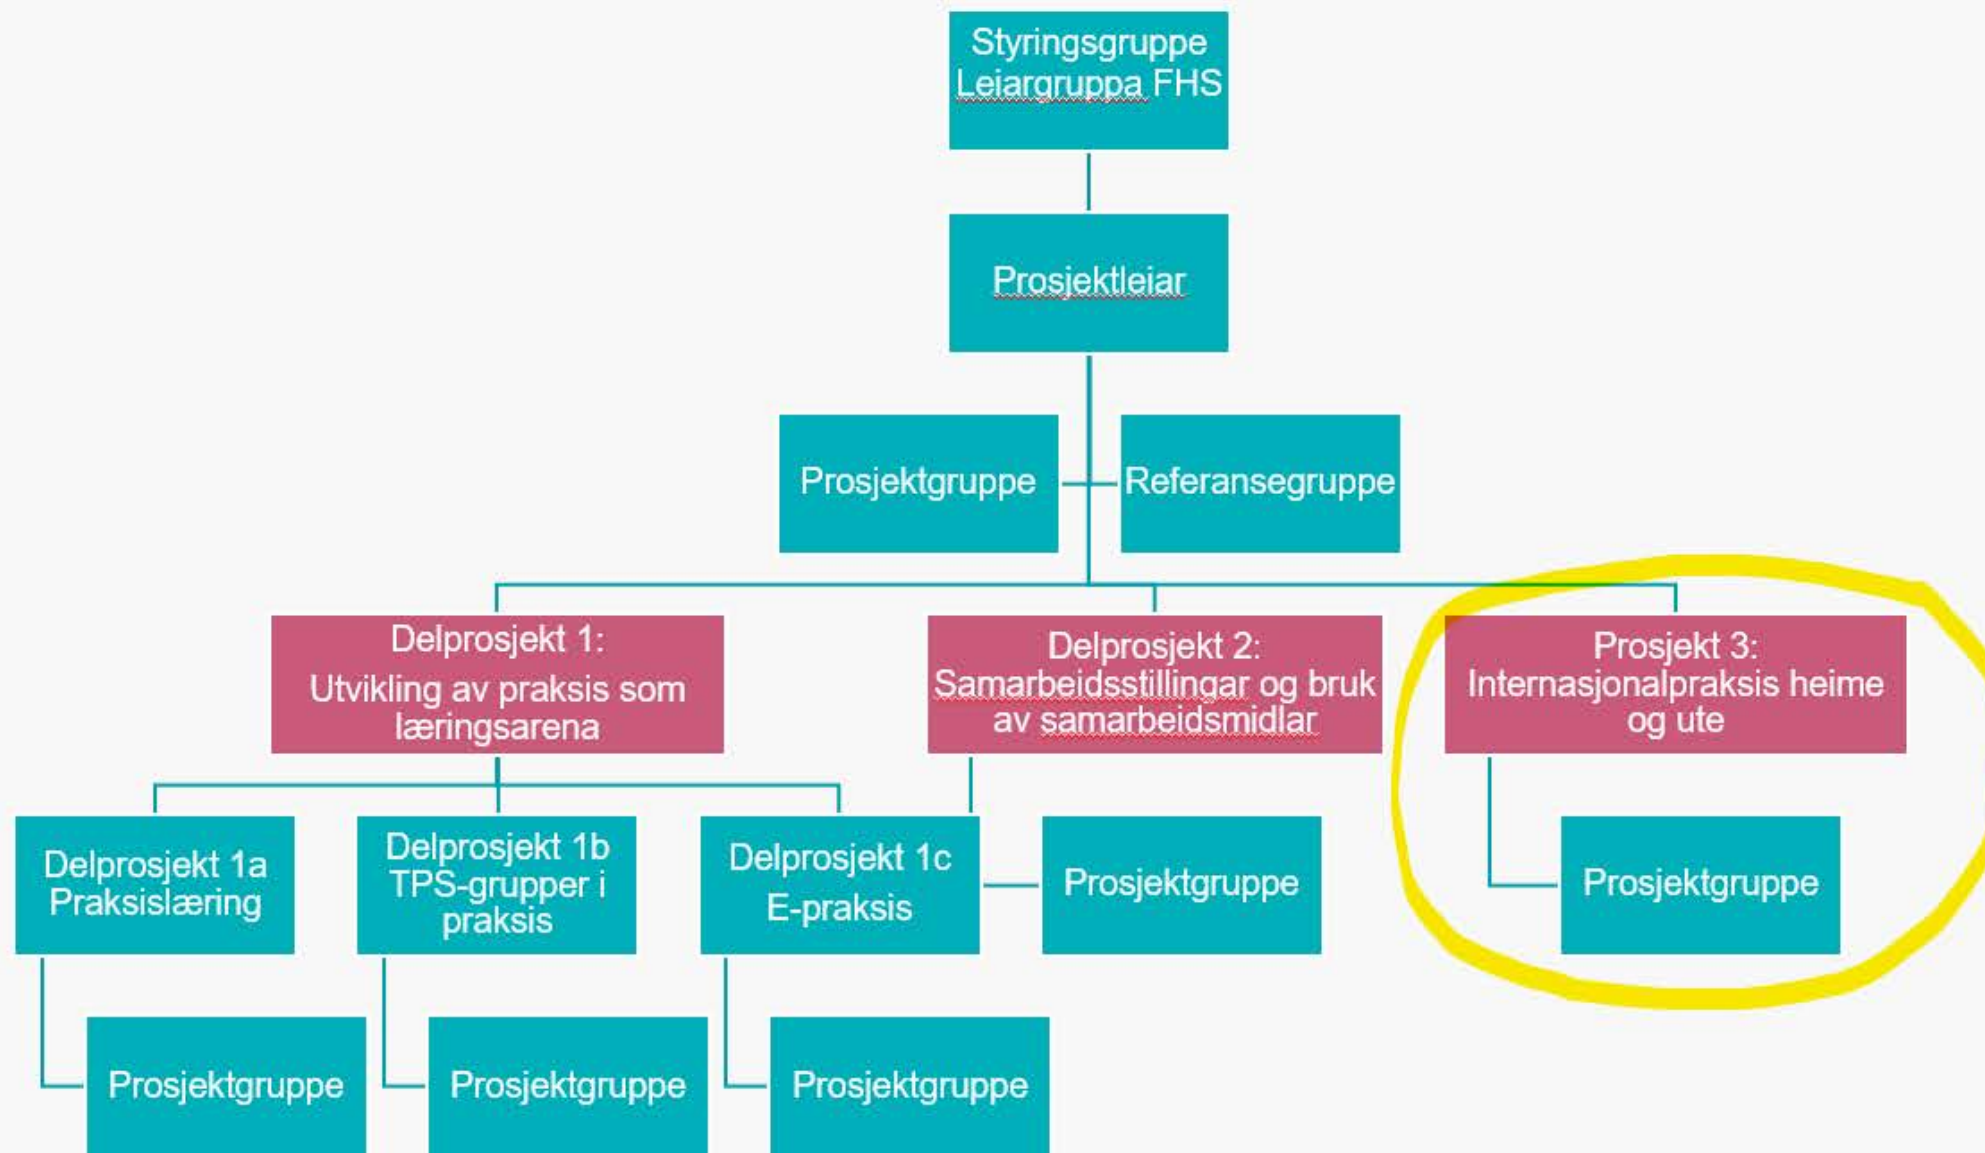 Styringsgruppe
Leiargruppa FHS
Prosjektleiar
Prosjektgruppe
Referansegruppe
Delprosjekt 1:
Utvikling av praksis som
læringsarena
Delprosjekt 2:
Samarbeidsstillingar og bruk
av samarbeidsmidlar
Prosjekt 3:
Internasjonalpraksis heime
og ute
Delprosjekt 1a
Praksislæring
Delprosjekt 1b
TPS-grupper i
praksis
Delprosjekt 1c
E-praksis
Prosjektgruppe
Prosjektgruppe
Prosjektgruppe
Prosjektgruppe
Prosjektgruppe